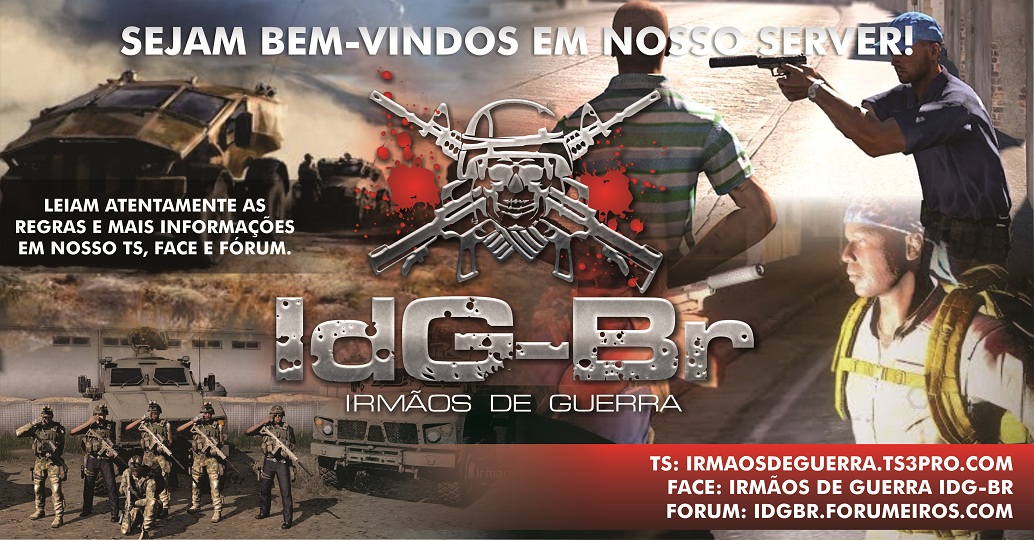 SEJAM BEM-VINDOS EM NOSSO SERVER!
LEIAM ATENTAMENTE AS
REGRAS E MAIS INFORMAÇÕES
EM NOSSO TS, FACE E FÓRUM.
IdG-Br
IRMÃOS DE GUERRA
TS: IRMAOSDEGUERRA.TS3PRO.COM
FACE: IRMÃOS DE GUERRA IDG-BR
FORUM: IDGBR.FORUMEIROS.COM